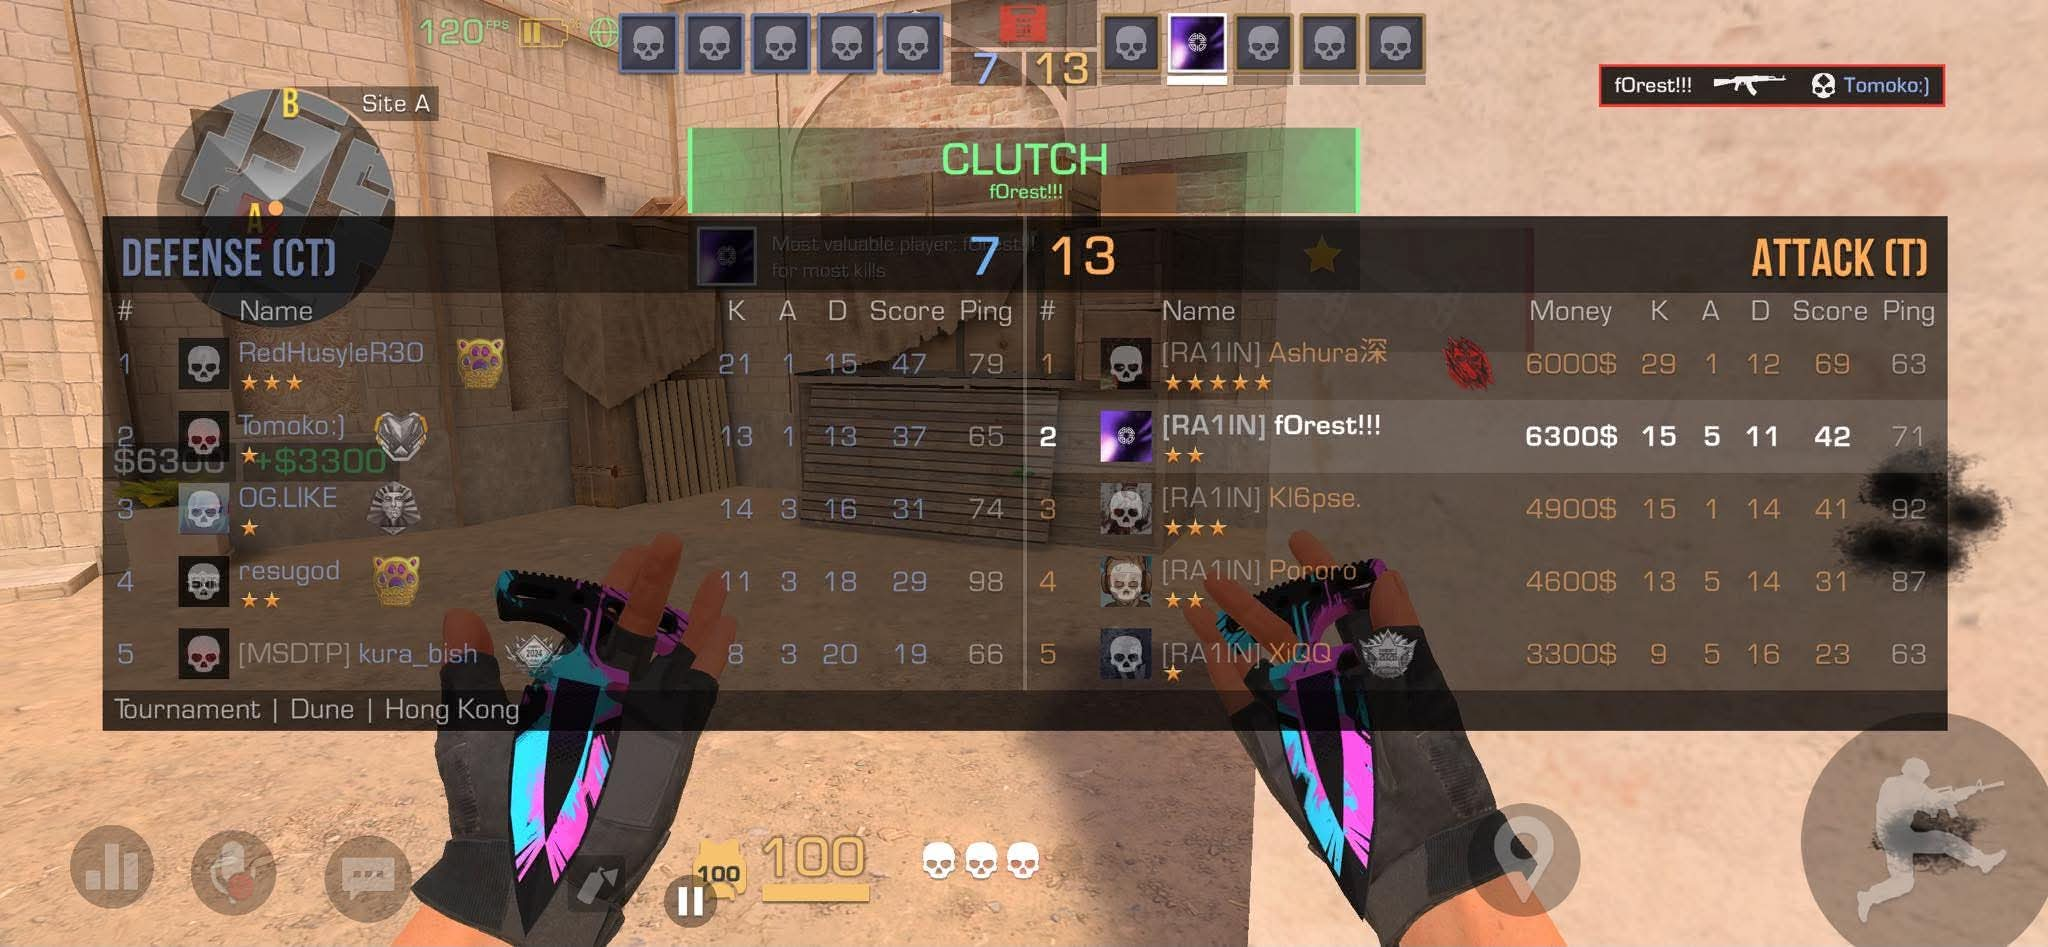 120 FPS
7 13
fOrest!!! Tomoko:)
B Site A
CLUTCH
fOrest!!!
A
DEFENSE (CT) 7 13 ATTACK (T)
Most valuable player: fOrest!!!
for most kills
# Name K A D Score Ping # Name Money K A D Score Ping
1 RedHusyleR30 21 1 15 47 79 1 [RA1IN] Ashura深 6000$ 29 1 12 69 63
2 Tomoko:) 13 1 13 37 65 2 [RA1IN] fOrest!!! 6300$ 15 5 11 42 71
$6300 +$3300
3 OG.LIKE 14 3 16 31 74 3 [RA1IN] Kl6pse. 4900$ 15 1 14 41 92
4 resugod 11 3 18 29 98 4 [RA1IN] Pororo 4600$ 13 5 14 31 87
5 [MSDTP] kura_bish 8 3 20 19 66 5 [RA1IN] XiQQ 3300$ 9 5 16 23 63
Tournament | Dune | Hong Kong
100 100